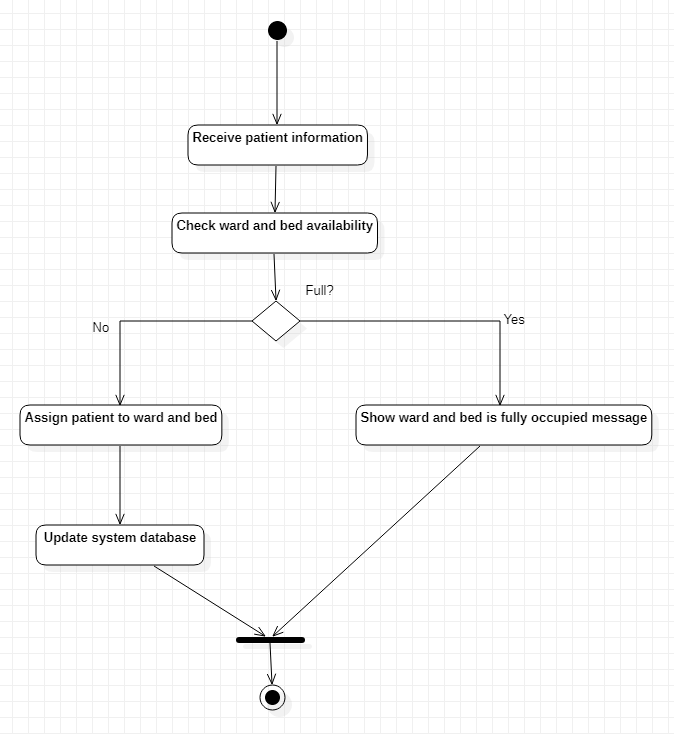 Receive patient information
Check ward and bed availability
Full?
No
Yes
Assign patient to ward and bed
Show ward and bed is fully occupied message
Update system database